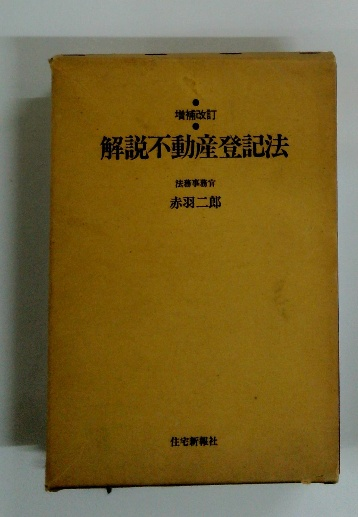 増補改訂
解説不動産登記法
法務事務官
赤羽二郎
住宅新報社